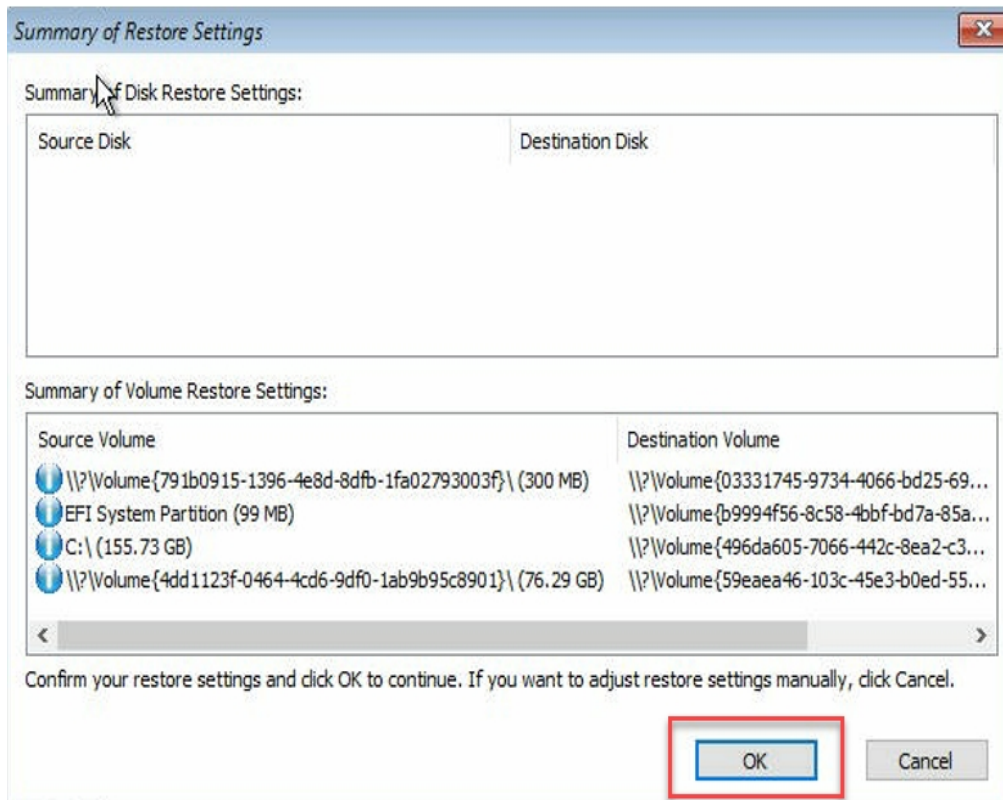 Summary of Restore Settings
Summary of Disk Restore Settings:
Source Disk Destination Disk
Summary of Volume Restore Settings:
Source Volume Destination Volume
\\?\Volume{791b0915-1396-4e8d-8dfb-1fa02793003f}\ (300 MB) \\?\Volume{03331745-9734-4066-bd25-69...
EFI System Partition (99 MB) \\?\Volume{b9994f56-8c58-4bbf-bd7a-85a...
C:\ (155.73 GB) \\?\Volume{496da605-7066-442c-8ea2-c3...
\\?\Volume{4dd1123f-0464-4cd6-9df0-1ab9b95c8901}\ (76.29 GB) \\?\Volume{59eaea46-103c-45e3-b0ed-55...
Confirm your restore settings and click OK to continue. If you want to adjust restore settings manually, click Cancel.
OK Cancel